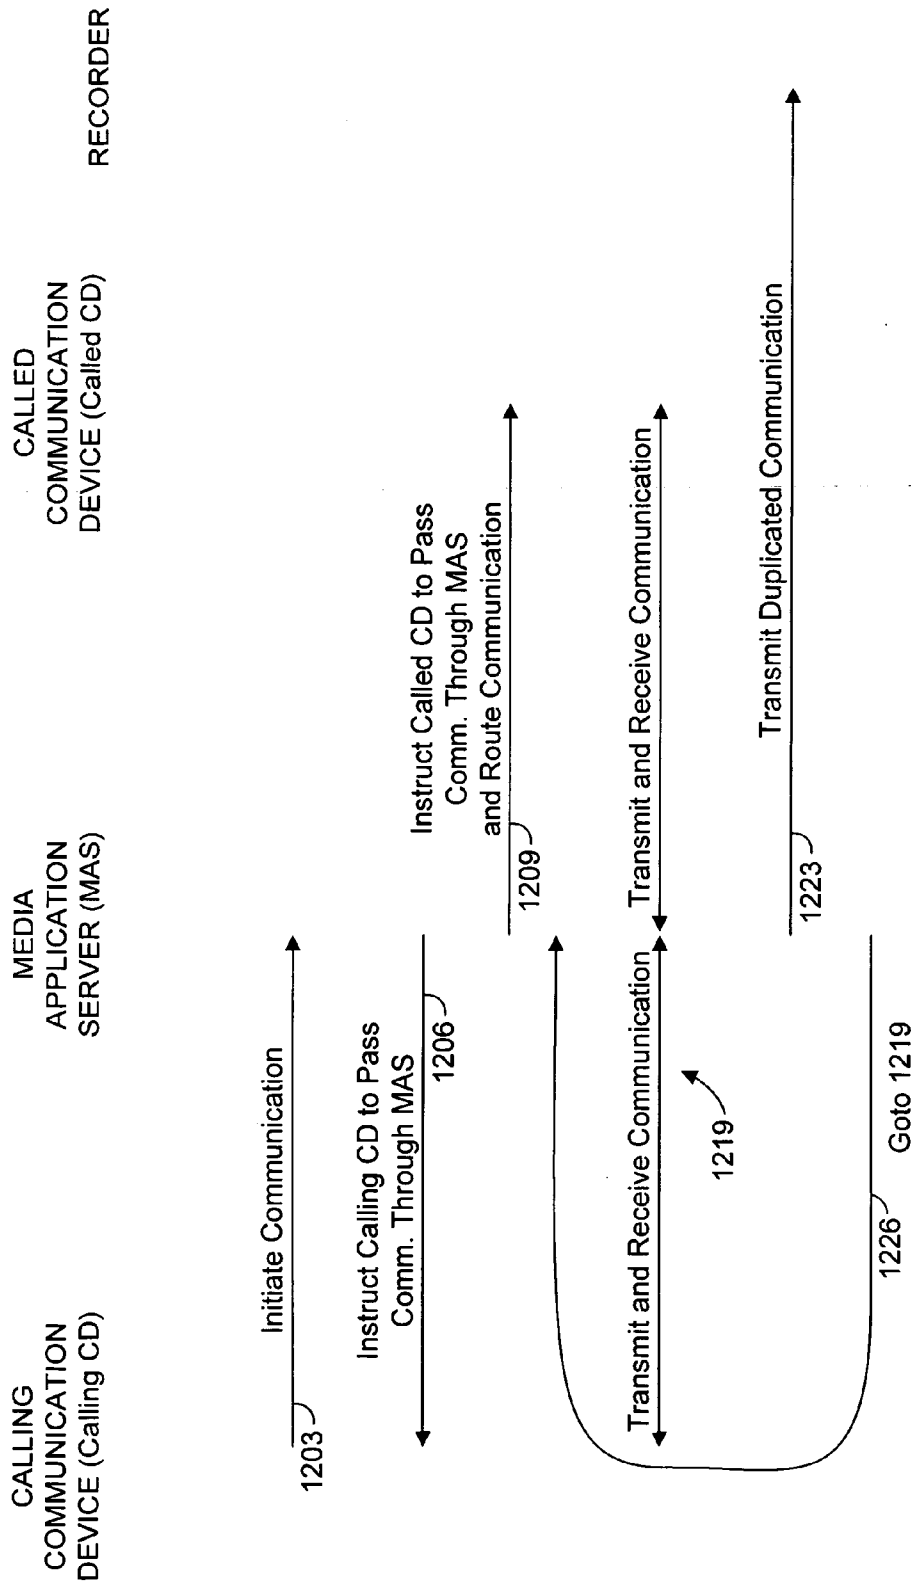 CALLING
COMMUNICATION
DEVICE (Calling CD)
MEDIA
APPLICATION
SERVER (MAS)
CALLED
COMMUNICATION
DEVICE (Called CD)
RECORDER
Initiate Communication
1203
Instruct Calling CD to Pass
Comm. Through MAS
1206
Instruct Called CD to Pass
Comm. Through MAS
and Route Communication
1209
Transmit and Receive Communication
Transmit and Receive Communication
1219
Transmit Duplicated Communication
1223
1226
Goto 1219